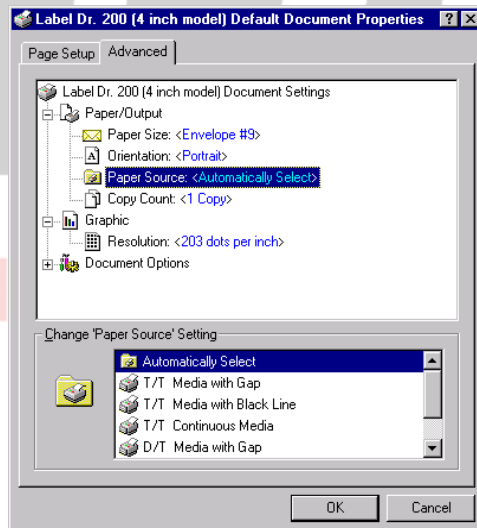 Label Dr. 200 (4 inch model) Default Document Properties
Page Setup
Advanced
Label Dr. 200 (4 inch model) Document Settings
Paper/Output
Paper Size: <Envelope #9>
Orientation: <Portrait>
Paper Source: <Automatically Select>
Copy Count: <1 Copy>
Graphic
Resolution: <203 dots per inch>
Document Options
Change 'Paper Source' Setting
Automatically Select
T/T Media with Gap
T/T Media with Black Line
T/T Continuous Media
D/T Media with Gap
OK
Cancel